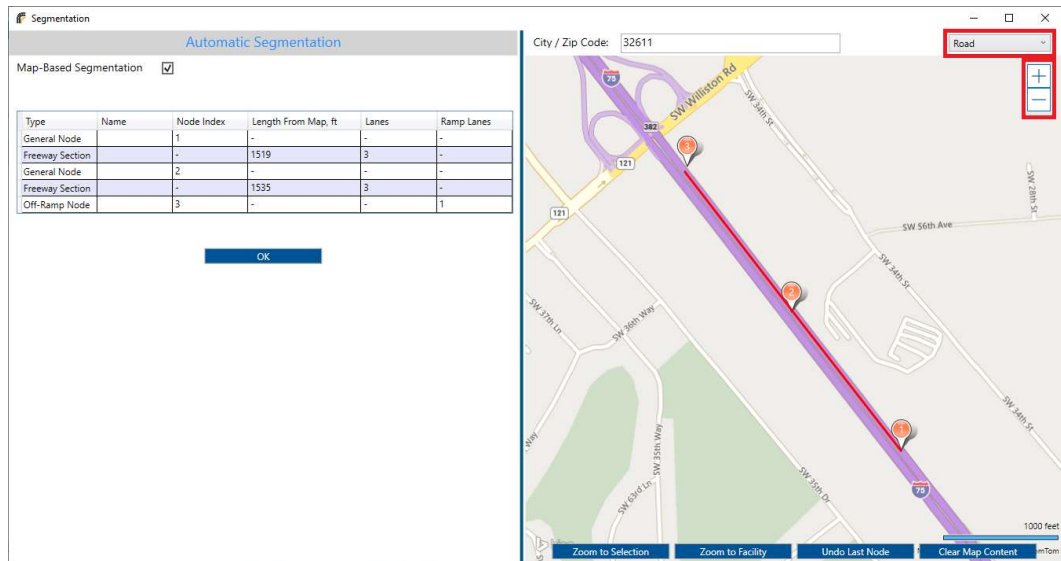 Segmentation
Automatic Segmentation
Map-Based Segmentation
Type Name Node Index Length From Map, ft Lanes Ramp Lanes
General Node 1 - - -
Freeway Section - 1519 3 -
General Node 2 - - -
Freeway Section - 1535 3 -
Off-Ramp Node 3 - - 1
OK
City / Zip Code: 32611
Road
+
−
75
SW Williston Rd
SW 34th St
382
3
121
121
SW 28th St
SW 56th Ave
SW 34th St
2
SW 37th Ln
SW 36th Way
SW 34th St
1
Way
SW 35th Way
SW 63rd Ln
SW 35th Dr
75
1000 feet
Zoom to Selection Zoom to Facility Undo Last Node Clear Map Content